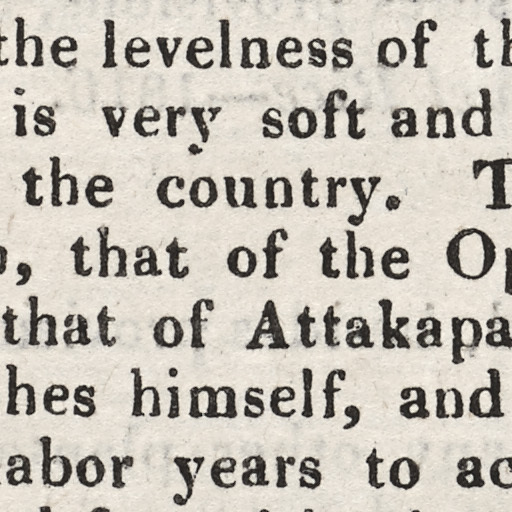 the levelness of th
is very soft and
the country. T
, that of the Op
that of Attakapa
hes himself, and
labor years to ac